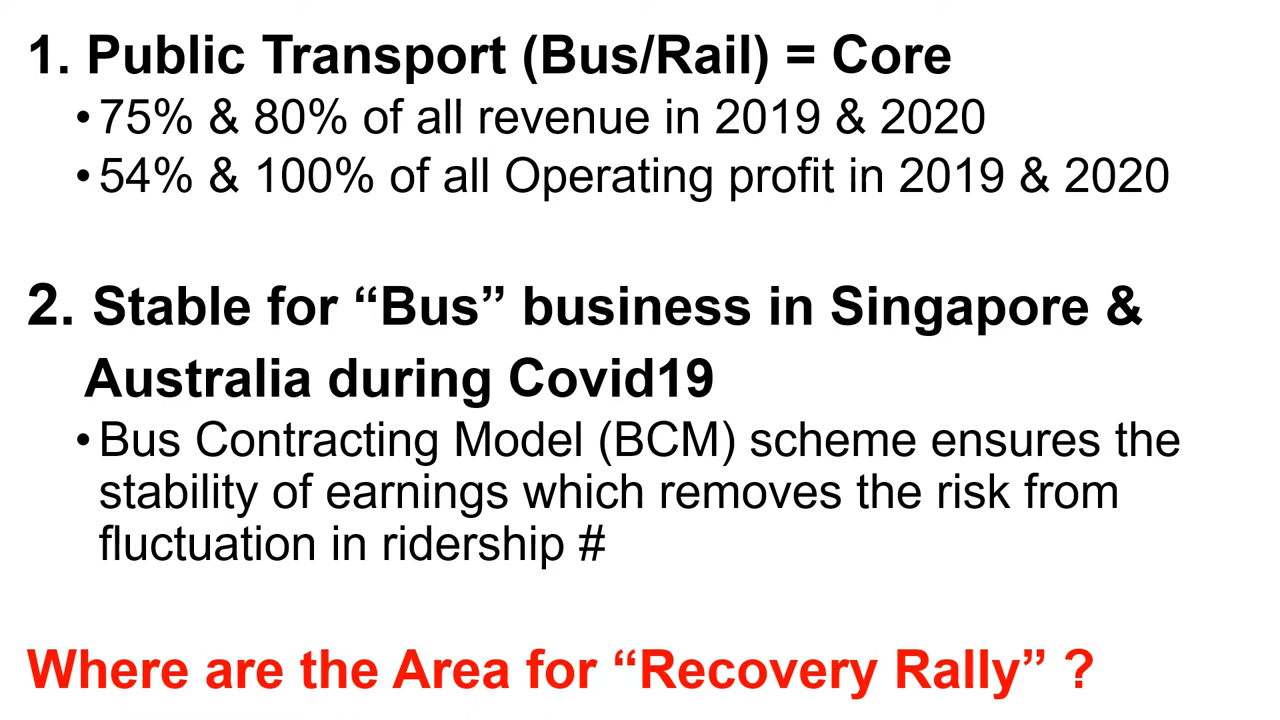 1. Public Transport (Bus/Rail) = Core
•75% & 80% of all revenue in 2019 & 2020
•54% & 100% of all Operating profit in 2019 & 2020
2. Stable for “Bus” business in Singapore &
Australia during Covid19
•Bus Contracting Model (BCM) scheme ensures the
stability of earnings which removes the risk from
fluctuation in ridership #
Where are the Area for “Recovery Rally” ?